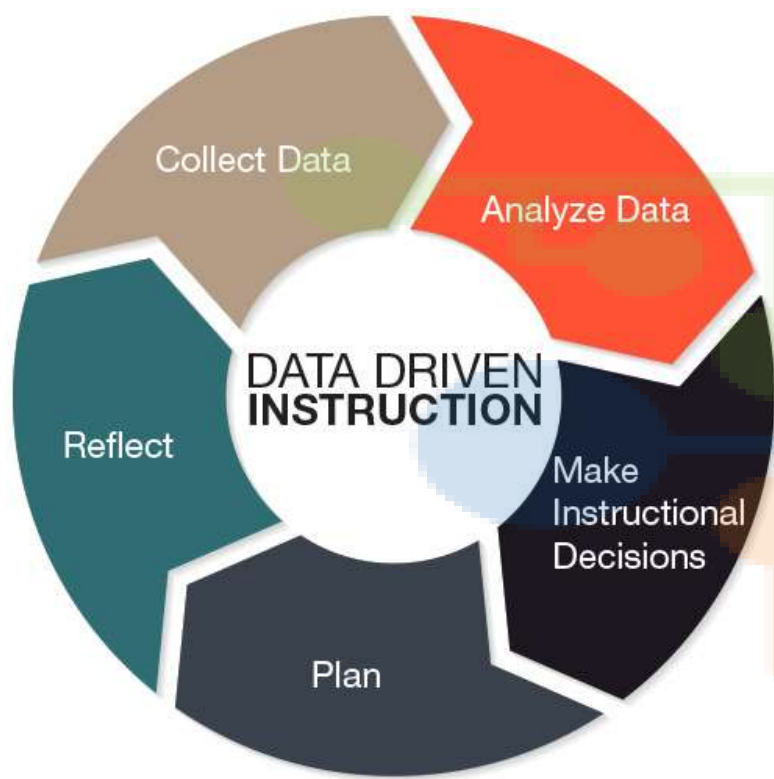 DATA DRIVEN
INSTRUCTION
Collect Data
Analyze Data
Make
Instructional
Decisions
Plan
Reflect